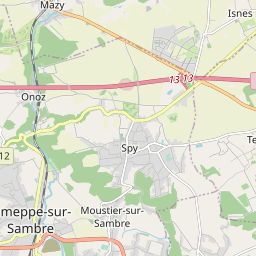 Mazy
Isnes
13 13
Onoz
12
Spy
Te
meppe-sur-
Sambre
Moustier-sur-
Sambre